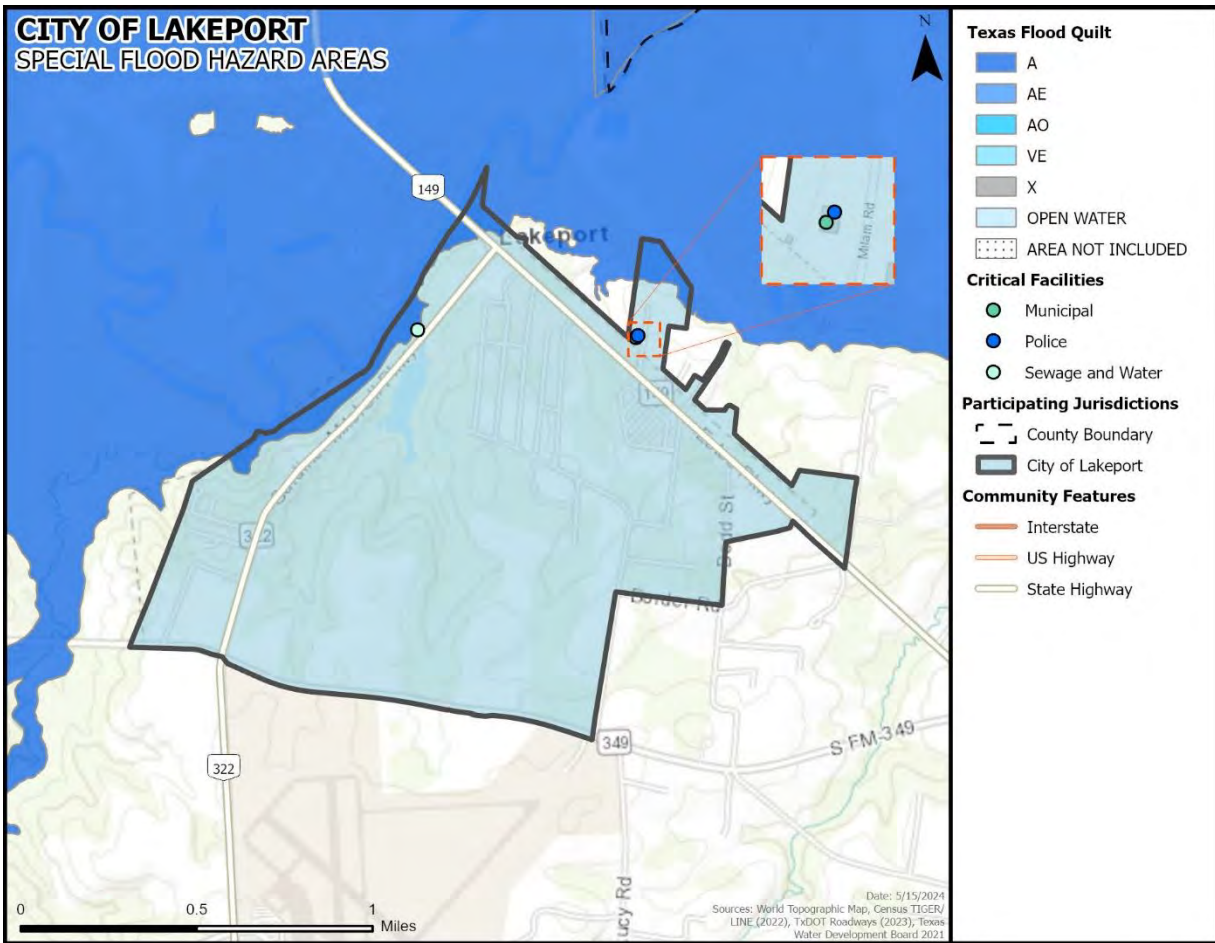 CITY OF LAKEPORT
SPECIAL FLOOD HAZARD AREAS
N
149
Lakeport
Milam Rd
149
322
Dodd St
Border Rd
349
S FM-349
322
0 0.5 1
Miles
Date: 5/15/2024
Sources: World Topographic Map, Census TIGER/
LINE (2022), TxDOT Roadways (2023), Texas
Water Development Board 2021
Texas Flood Quilt
A
AE
AO
VE
X
OPEN WATER
AREA NOT INCLUDED
Critical Facilities
Municipal
Police
Sewage and Water
Participating Jurisdictions
County Boundary
City of Lakeport
Community Features
Interstate
US Highway
State Highway